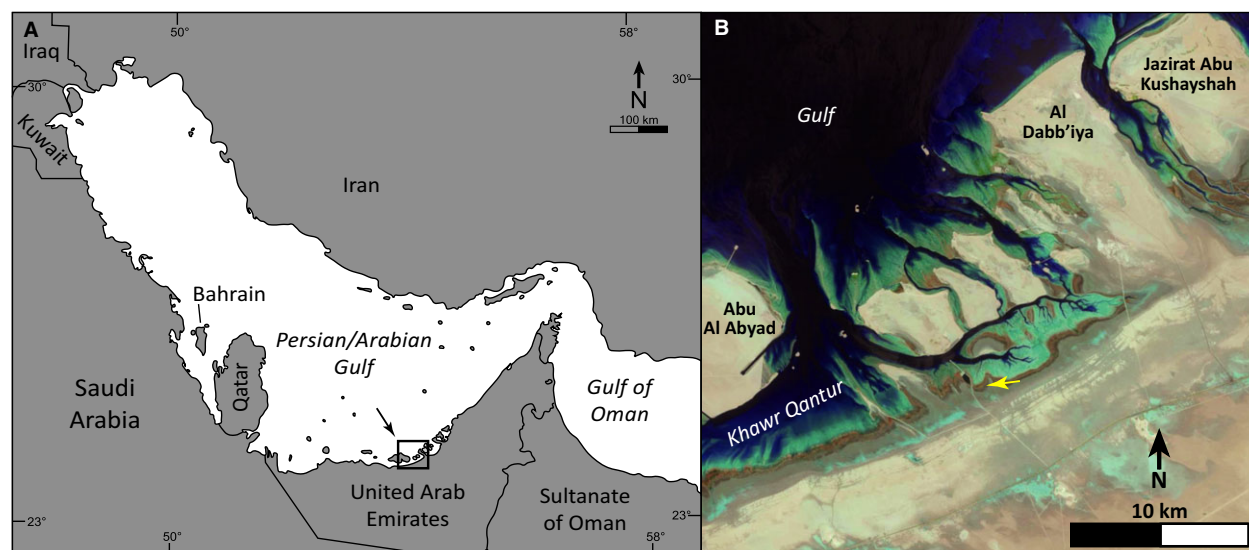 A
50°
58°
Iraq
30°
30°
N
100 km
Kuwait
Iran
Bahrain
Persian/Arabian
Gulf
Qatar
Saudi
Arabia
Gulf of
Oman
United Arab
Emirates
Sultanate
of Oman
23°
23°
50°
58°
B
Jazirat Abu
Kushayshah
Gulf
Al
Dabb'iya
Abu
Al Abyad
Khawr Qantur
N
10 km